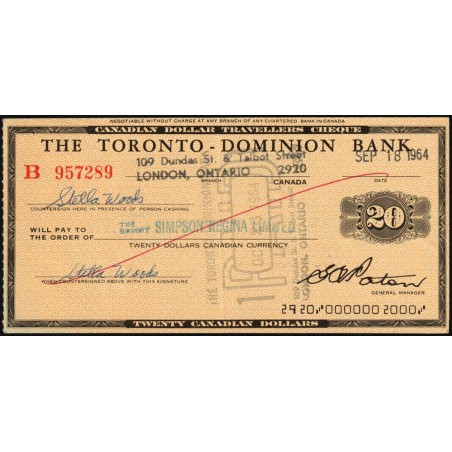 NEGOTIABLE WITHOUT CHARGE AT ANY BRANCH OF ANY CHARTERED BANK IN CANADA
CANADIAN DOLLAR TRAVELLERS CHEQUE
THE TORONTO-DOMINION BANK
109 Dundas St. & Talbot Street
SEP 18 1964
B 957289
LONDON, ONTARIO 2920
BRANCH CANADA DATE
Stella Woods
COUNTERSIGN HERE IN PRESENCE OF PERSON CASHING
WILL PAY TO
THE ORDER OF
The Robert SIMPSON REGINA LIMITED
20
TWENTY DOLLARS CANADIAN CURRENCY
Stella Woods
WHEN COUNTERSIGNED ABOVE WITH THIS SIGNATURE
GENERAL MANAGER
2920 000000 2000
TWENTY CANADIAN DOLLARS
LONDON, ONTARIO